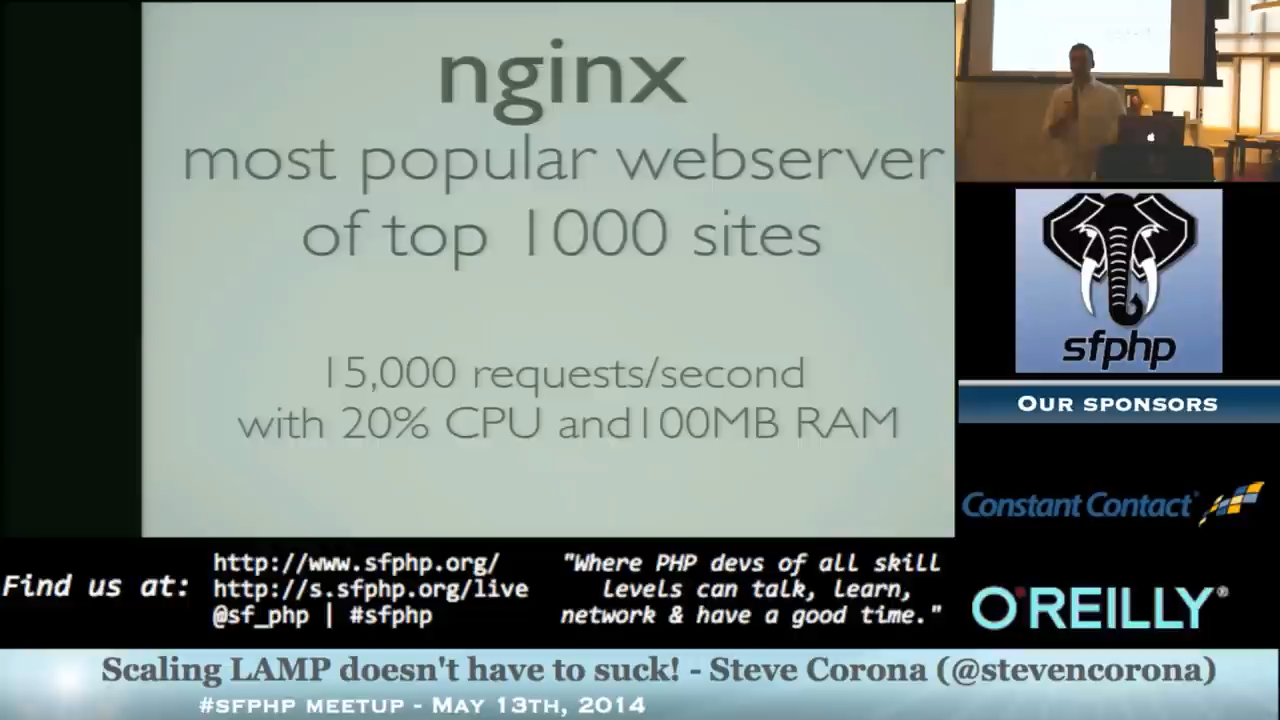 nginx
most popular webserver
of top 1000 sites
15,000 requests/second
with 20% CPU and100MB RAM
sfphp
OUR SPONSORS
Constant Contact®
O'REILLY®
Find us at:
http://www.sfphp.org/
http://s.sfphp.org/live
@sf_php | #sfphp
"Where PHP devs of all skill
Levels can talk, learn,
network & have a good time."
Scaling LAMP doesn't have to suck! - Steve Corona (@stevencorona)
#SFPHP MEETUP - MAY 13TH, 2014